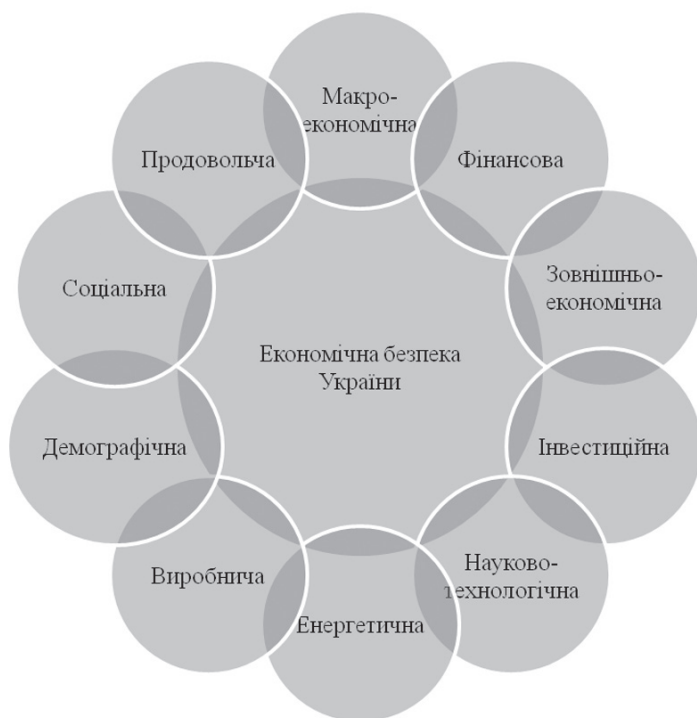 Макро-
економічна
Фінансова
Зовнішньо-
економічна
Інвестиційна
Науково-
технологічна
Енергетична
Виробнича
Демографічна
Соціальна
Продовольча
Економічна безпека
України